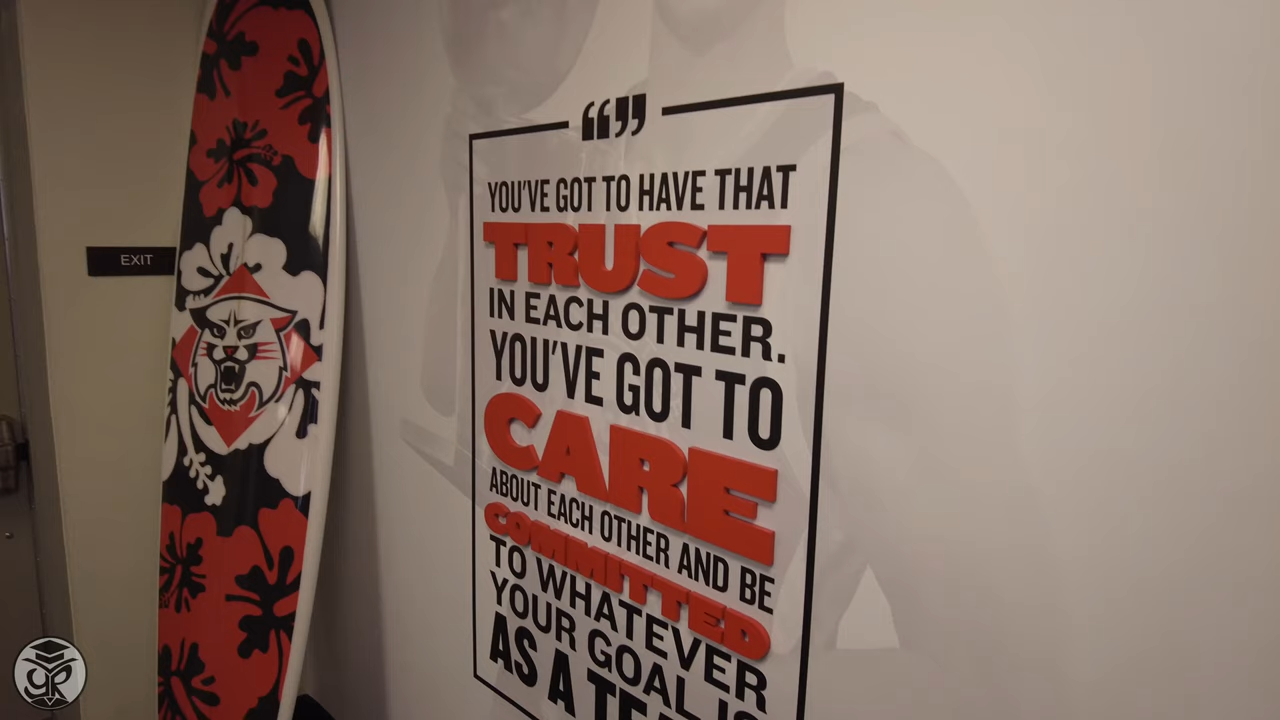 EXIT
“”
YOU'VE GOT TO HAVE THAT
TRUST
IN EACH OTHER.
YOU'VE GOT TO
CARE
ABOUT EACH OTHER AND BE
COMMITTED
TO WHATEVER
YOUR GOAL IS
AS A